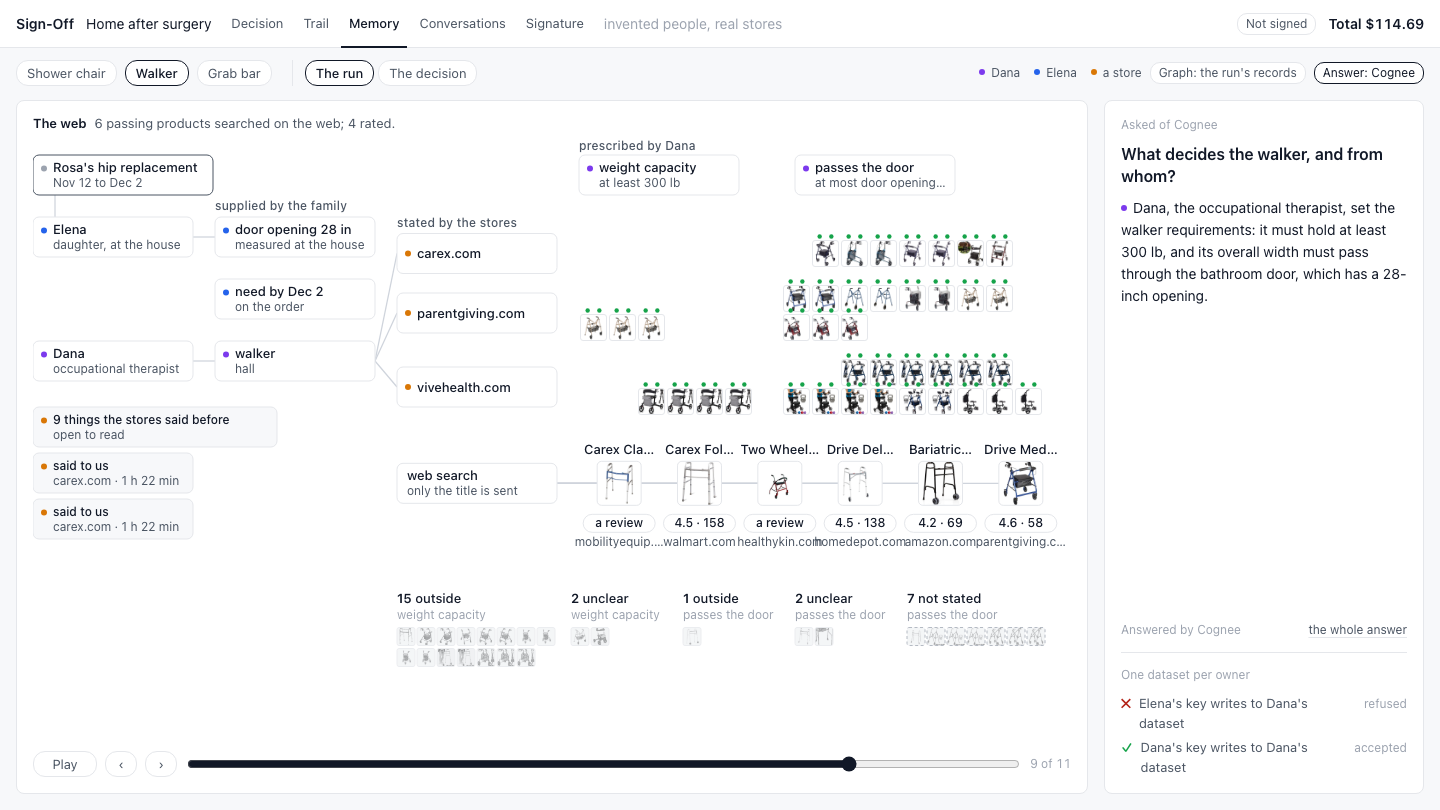 Sign-Off Home after surgery Decision Trail Memory Conversations Signature invented people, real stores Not signed Total $114.69
Shower chair Walker Grab bar The run The decision Dana Elena a store Graph: the run's records Answer: Cognee
The web 6 passing products searched on the web; 4 rated.
prescribed by Dana
Rosa's hip replacement
Nov 12 to Dec 2
weight capacity
at least 300 lb
passes the door
at most door opening...
supplied by the family
stated by the stores
Elena
daughter, at the house
door opening 28 in
measured at the house
carex.com
need by Dec 2
on the order
parentgiving.com
Dana
occupational therapist
walker
hall
vivehealth.com
9 things the stores said before
open to read
said to us
carex.com · 1 h 22 min
said to us
carex.com · 1 h 22 min
web search
only the title is sent
Carex Cla... Carex Fol... Two Wheel... Drive Del... Bariatric... Drive Med...
a review 4.5 · 158 a review 4.5 · 138 4.2 · 69 4.6 · 58
mobilityequip.... walmart.com healthykin.com homedepot.com amazon.com parentgiving.c...
15 outside 2 unclear 1 outside 2 unclear 7 not stated
weight capacity weight capacity passes the door passes the door passes the door
Play ‹ › 9 of 11
Asked of Cognee
What decides the walker, and from
whom?
Dana, the occupational therapist, set the
walker requirements: it must hold at least
300 lb, and its overall width must pass
through the bathroom door, which has a 28-
inch opening.
Answered by Cognee the whole answer
One dataset per owner
Elena's key writes to Dana's refused
dataset
Dana's key writes to Dana's accepted
dataset